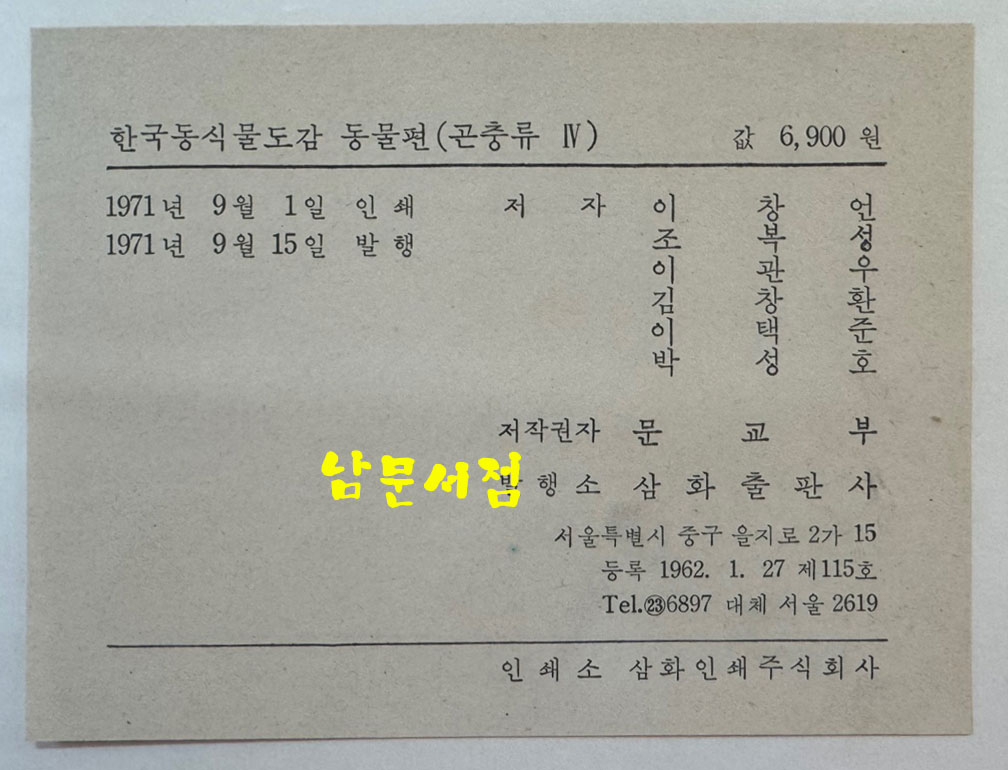 한국동식물도감 동물편(곤충류 Ⅳ) 값 6,900 원
1971년 9월 1일 인쇄 저 자 이 창 언
1971년 9월 15일 발 행 조 복 성
이 관 우
김 창 환
이 택 준
박 성 호
저작권자 문 교 부
남문서점
발 행 소 삼 화 출 판 사
서울특별시 중구 을지로 2가 15
등록 1962. 1. 27 제115호
Tel.㉓6897 대체 서울 2619
인 쇄 소 삼화인쇄주식회사